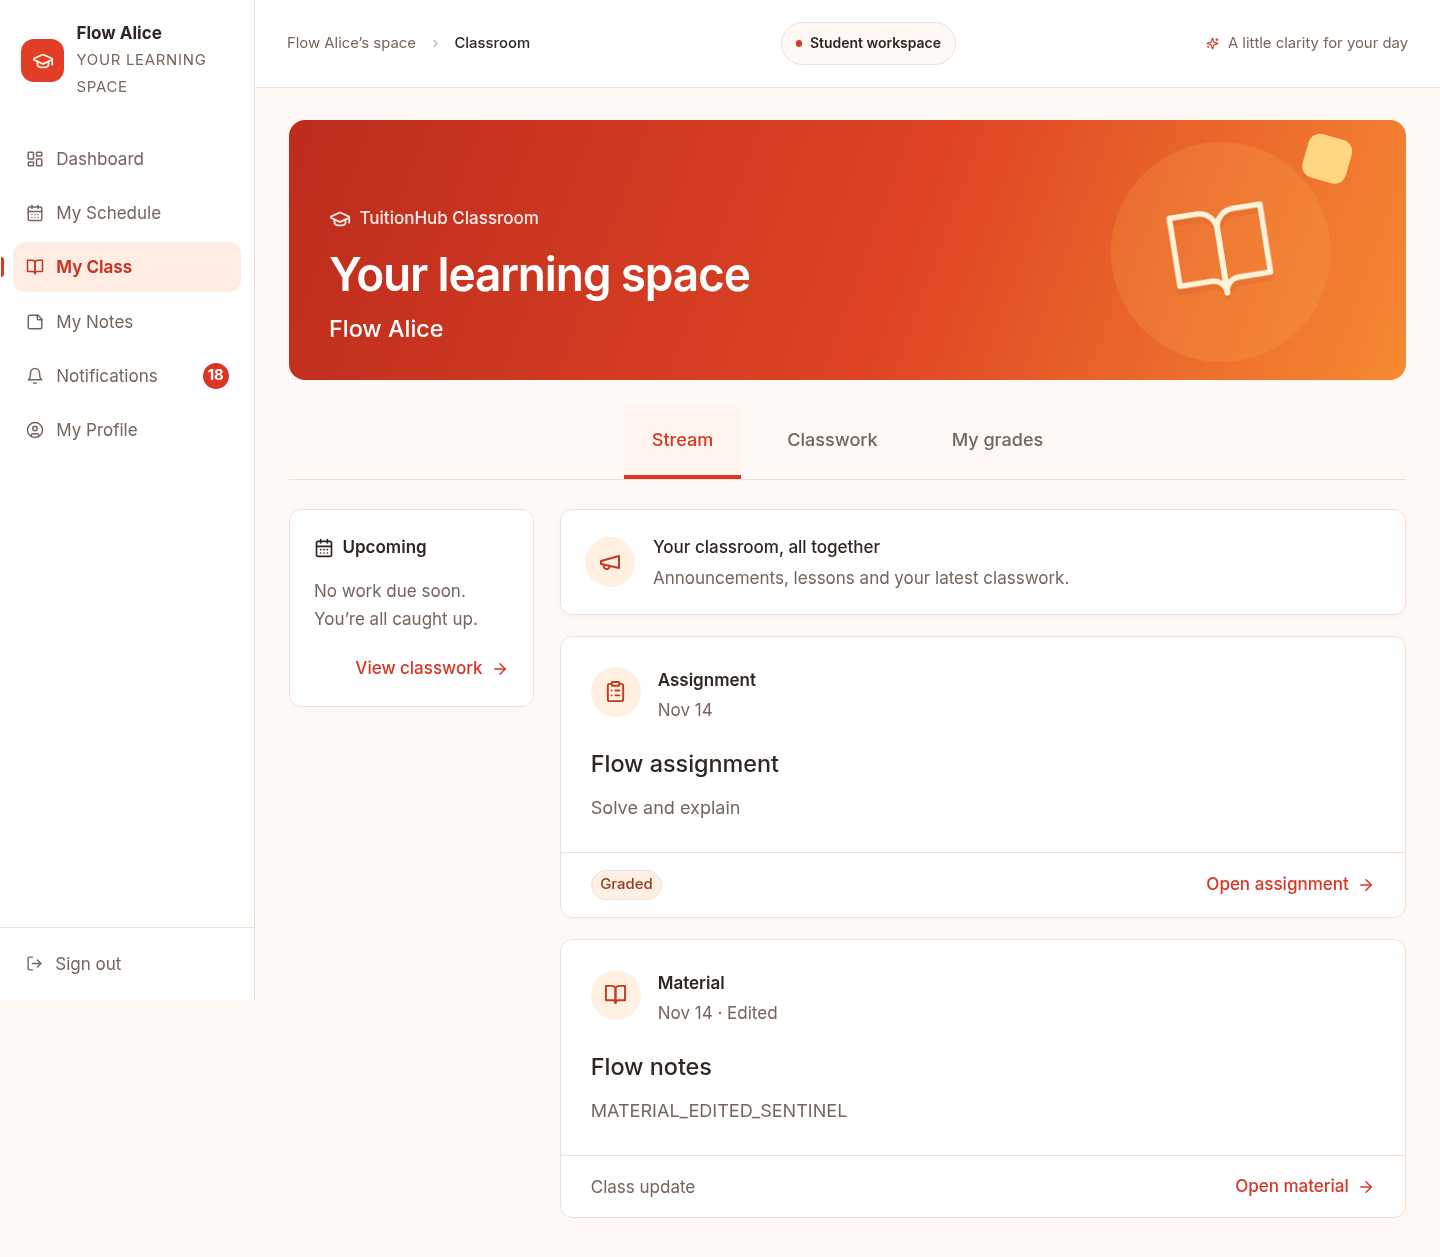 Flow Alice
YOUR LEARNING
SPACE
Dashboard
My Schedule
My Class
My Notes
Notifications 18
My Profile
Sign out
Flow Alice’s space › Classroom
Student workspace
A little clarity for your day
TuitionHub Classroom
Your learning space
Flow Alice
Stream
Classwork
My grades
Upcoming
No work due soon.
You’re all caught up.
View classwork →
Your classroom, all together
Announcements, lessons and your latest classwork.
Assignment
Nov 14
Flow assignment
Solve and explain
Graded
Open assignment →
Material
Nov 14 · Edited
Flow notes
MATERIAL_EDITED_SENTINEL
Class update
Open material →